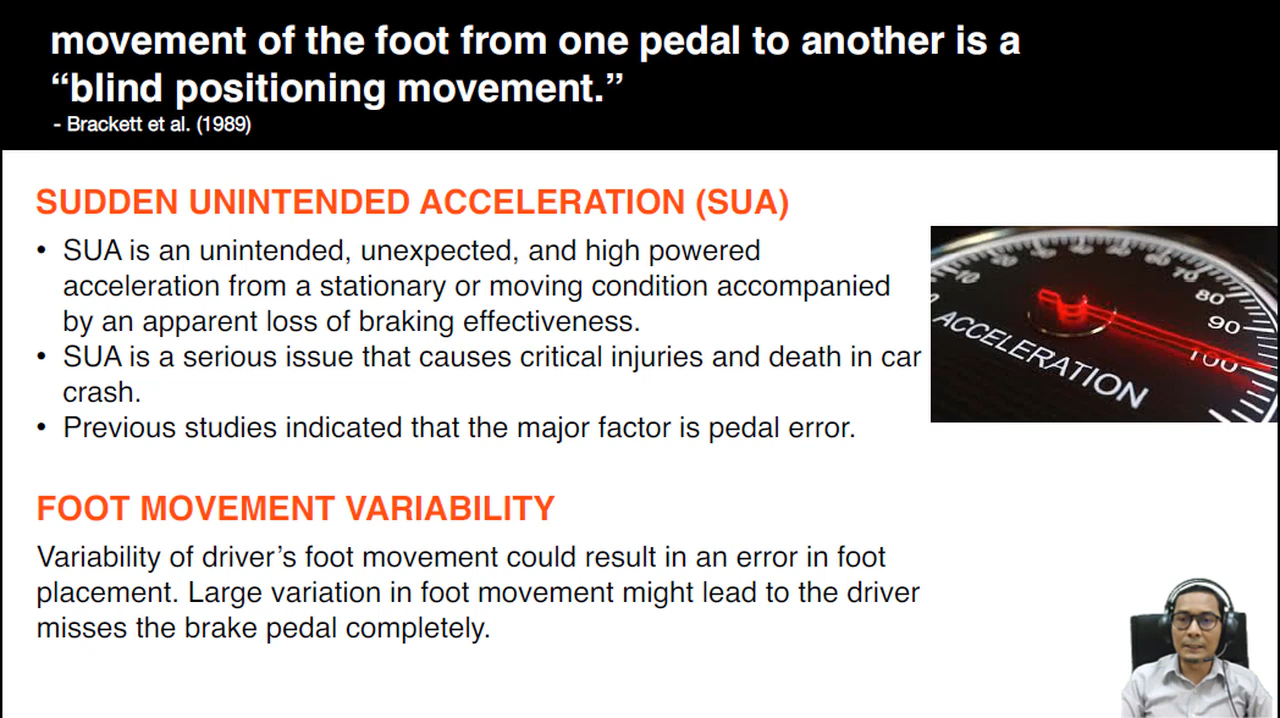 movement of the foot from one pedal to another is a
“blind positioning movement.”
- Brackett et al. (1989)
SUDDEN UNINTENDED ACCELERATION (SUA)
• SUA is an unintended, unexpected, and high powered
acceleration from a stationary or moving condition accompanied
by an apparent loss of braking effectiveness.
• SUA is a serious issue that causes critical injuries and death in car
crash.
• Previous studies indicated that the major factor is pedal error.
10
70
80
90
100
ACCELERATION
FOOT MOVEMENT VARIABILITY
Variability of driver’s foot movement could result in an error in foot
placement. Large variation in foot movement might lead to the driver
misses the brake pedal completely.